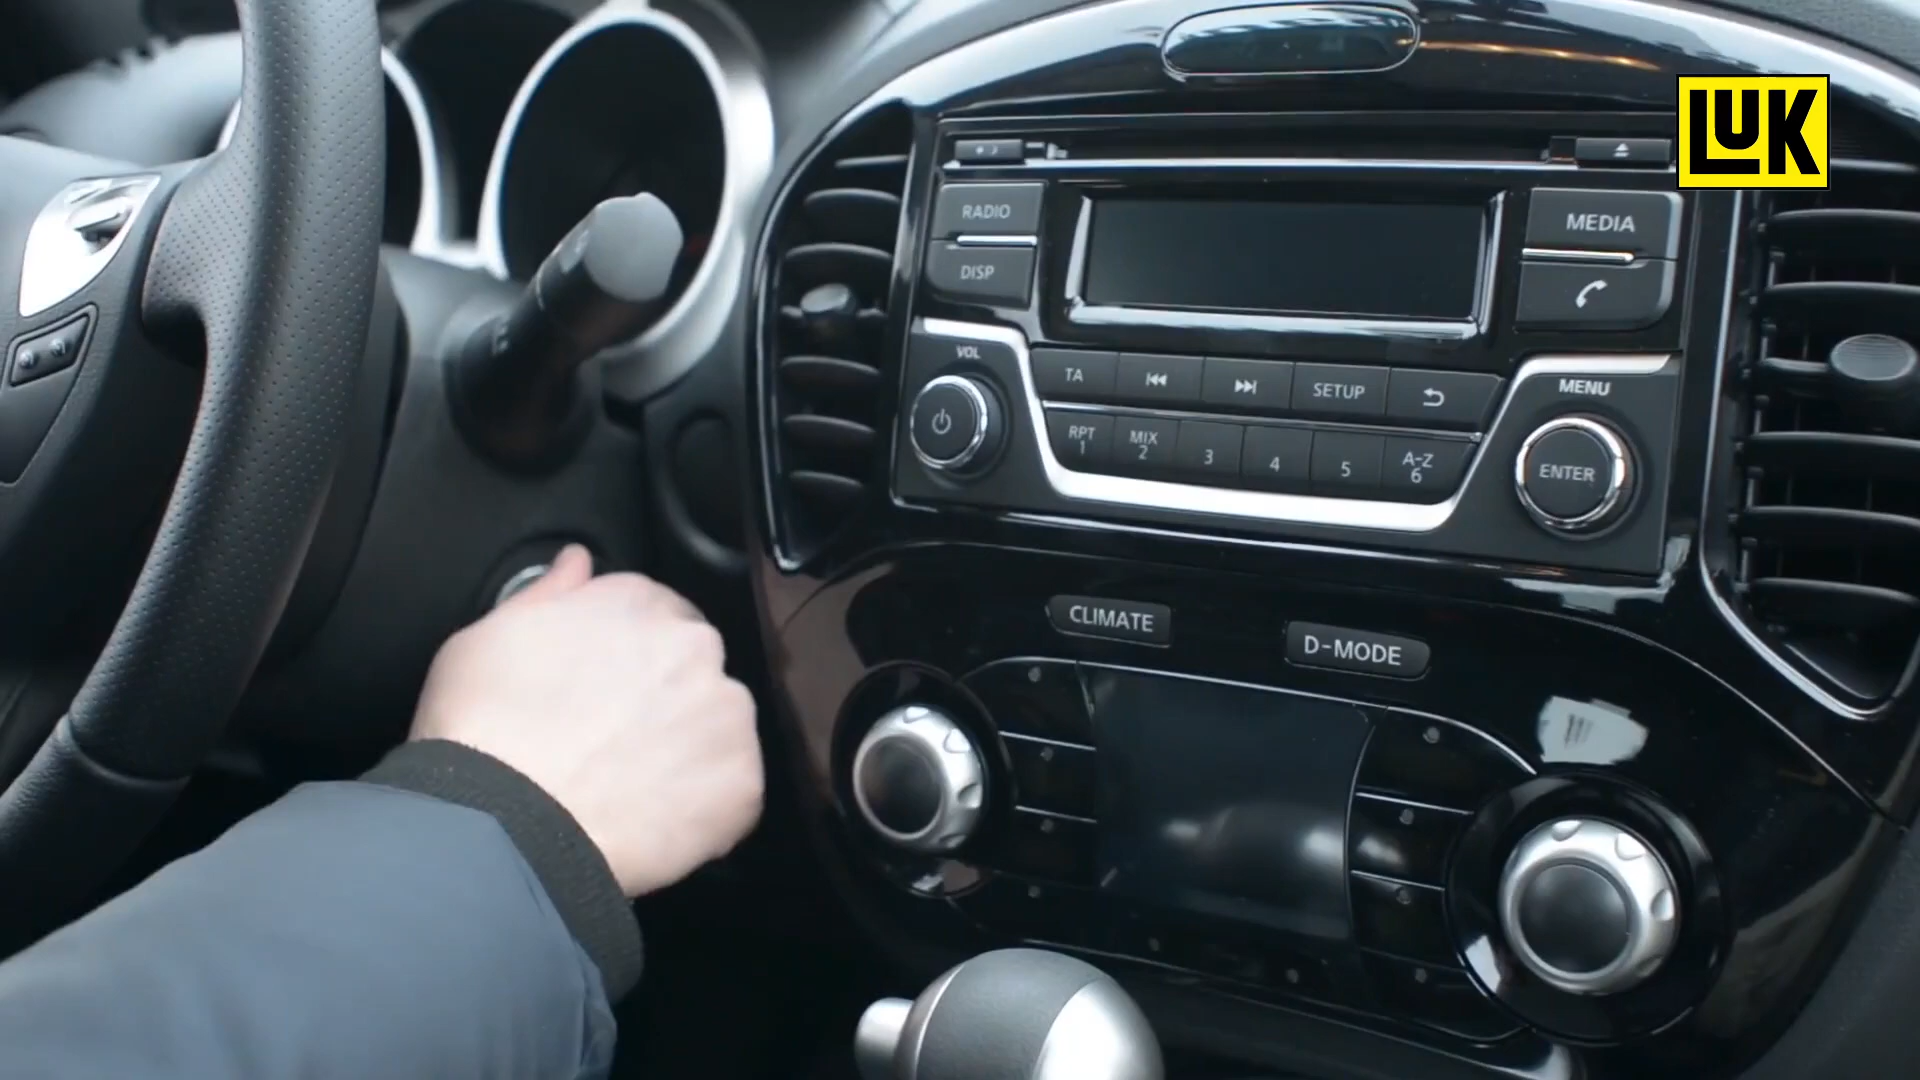 LUK
RADIO
MEDIA
DISP
VOL
TA
SETUP
MENU
RPT
1
MIX
2
3
4
5
A-Z
6
ENTER
CLIMATE
D-MODE